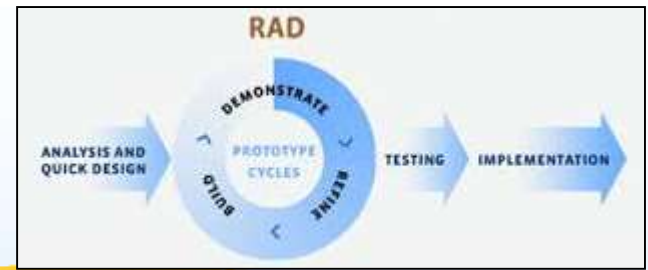 RAD
ANALYSIS AND
QUICK DESIGN
DEMONSTRATE
PROTOTYPE
CYCLES
BUILD
REFINE
TESTING
IMPLEMENTATION